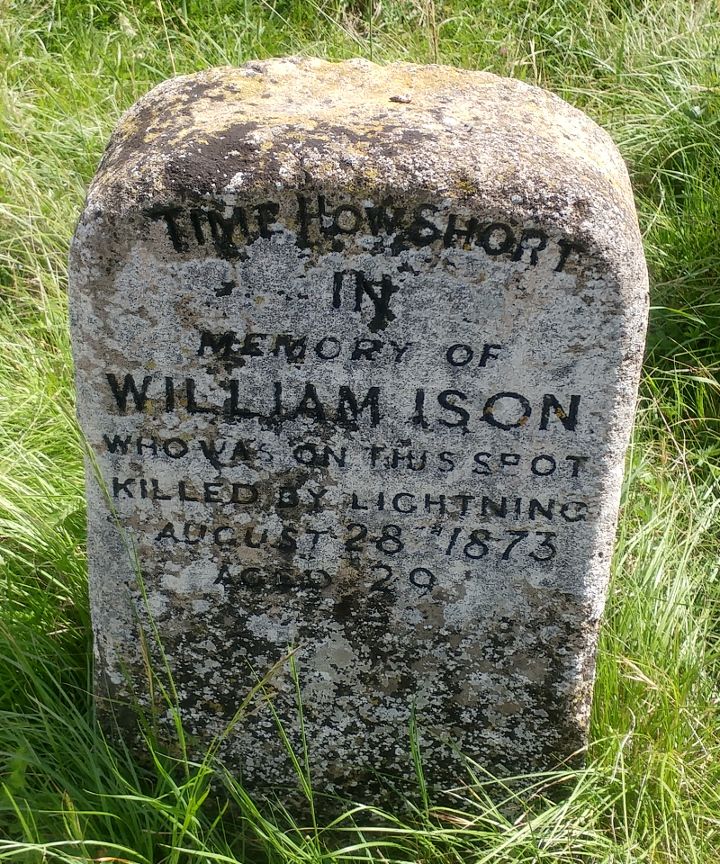 TIME HOW SHORT
IN
MEMORY OF
WILLIAM ISON
WHO WAS ON THIS SPOT
KILLED BY LIGHTNING
AUGUST 28TH 1873
AGED 29